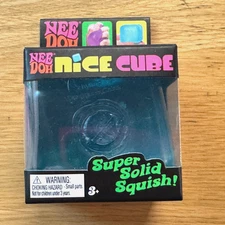 NEE
DOH
NEE
DOH
NICE CUBE
Super
Solid
Squish!
WARNING:
CHOKING HAZARD - Small parts.
Not for children under 3 years.
3+